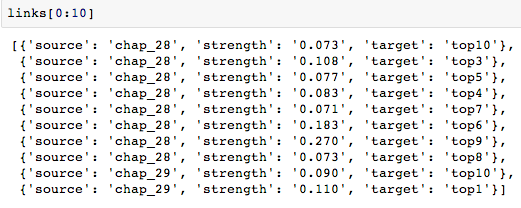 links[0:10]
[{'source': 'chap_28', 'strength': '0.073', 'target': 'top10'},
{'source': 'chap_28', 'strength': '0.108', 'target': 'top3'},
{'source': 'chap_28', 'strength': '0.077', 'target': 'top5'},
{'source': 'chap_28', 'strength': '0.083', 'target': 'top4'},
{'source': 'chap_28', 'strength': '0.071', 'target': 'top7'},
{'source': 'chap_28', 'strength': '0.183', 'target': 'top6'},
{'source': 'chap_28', 'strength': '0.270', 'target': 'top9'},
{'source': 'chap_28', 'strength': '0.073', 'target': 'top8'},
{'source': 'chap_29', 'strength': '0.090', 'target': 'top10'},
{'source': 'chap_29', 'strength': '0.110', 'target': 'top1'}]